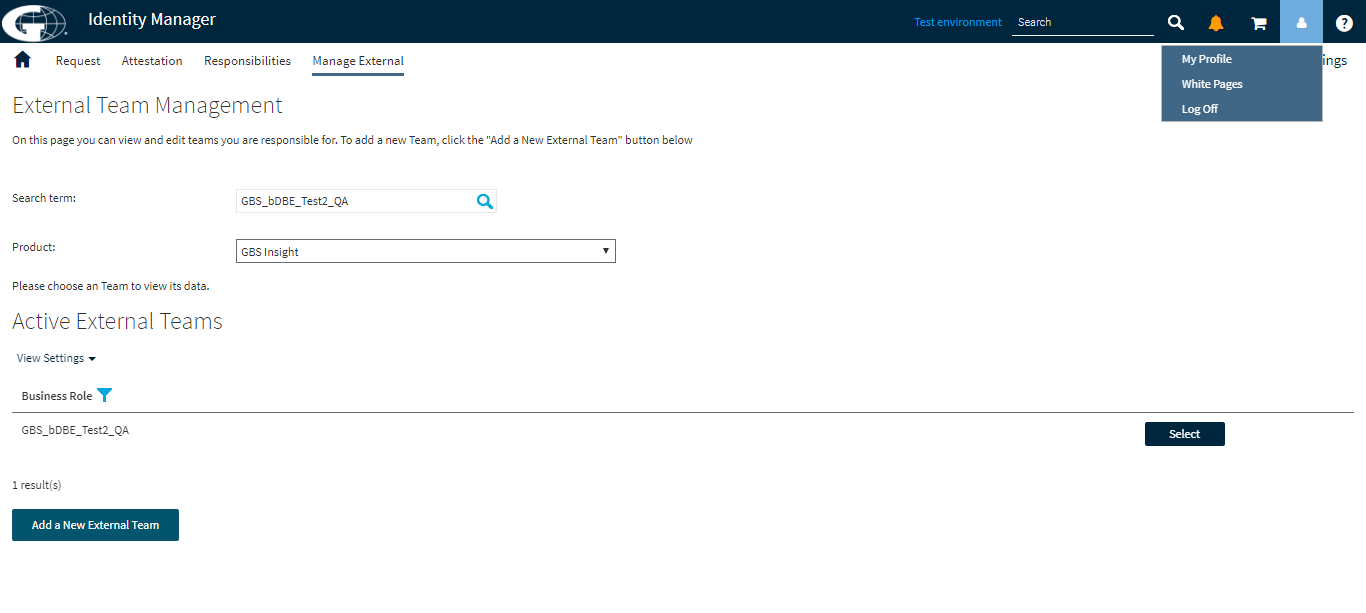 Identity Manager
Test environment
Search
?
Request
Attestation
Responsibilities
Manage External
ings
My Profile
White Pages
Log Off
External Team Management
On this page you can view and edit teams you are responsible for. To add a new Team, click the "Add a New External Team" button below
Search term:
GBS_bDBE_Test2_QA
Product:
GBS Insight
Please choose an Team to view its data.
Active External Teams
View Settings
Business Role
GBS_bDBE_Test2_QA
Select
1 result(s)
Add a New External Team